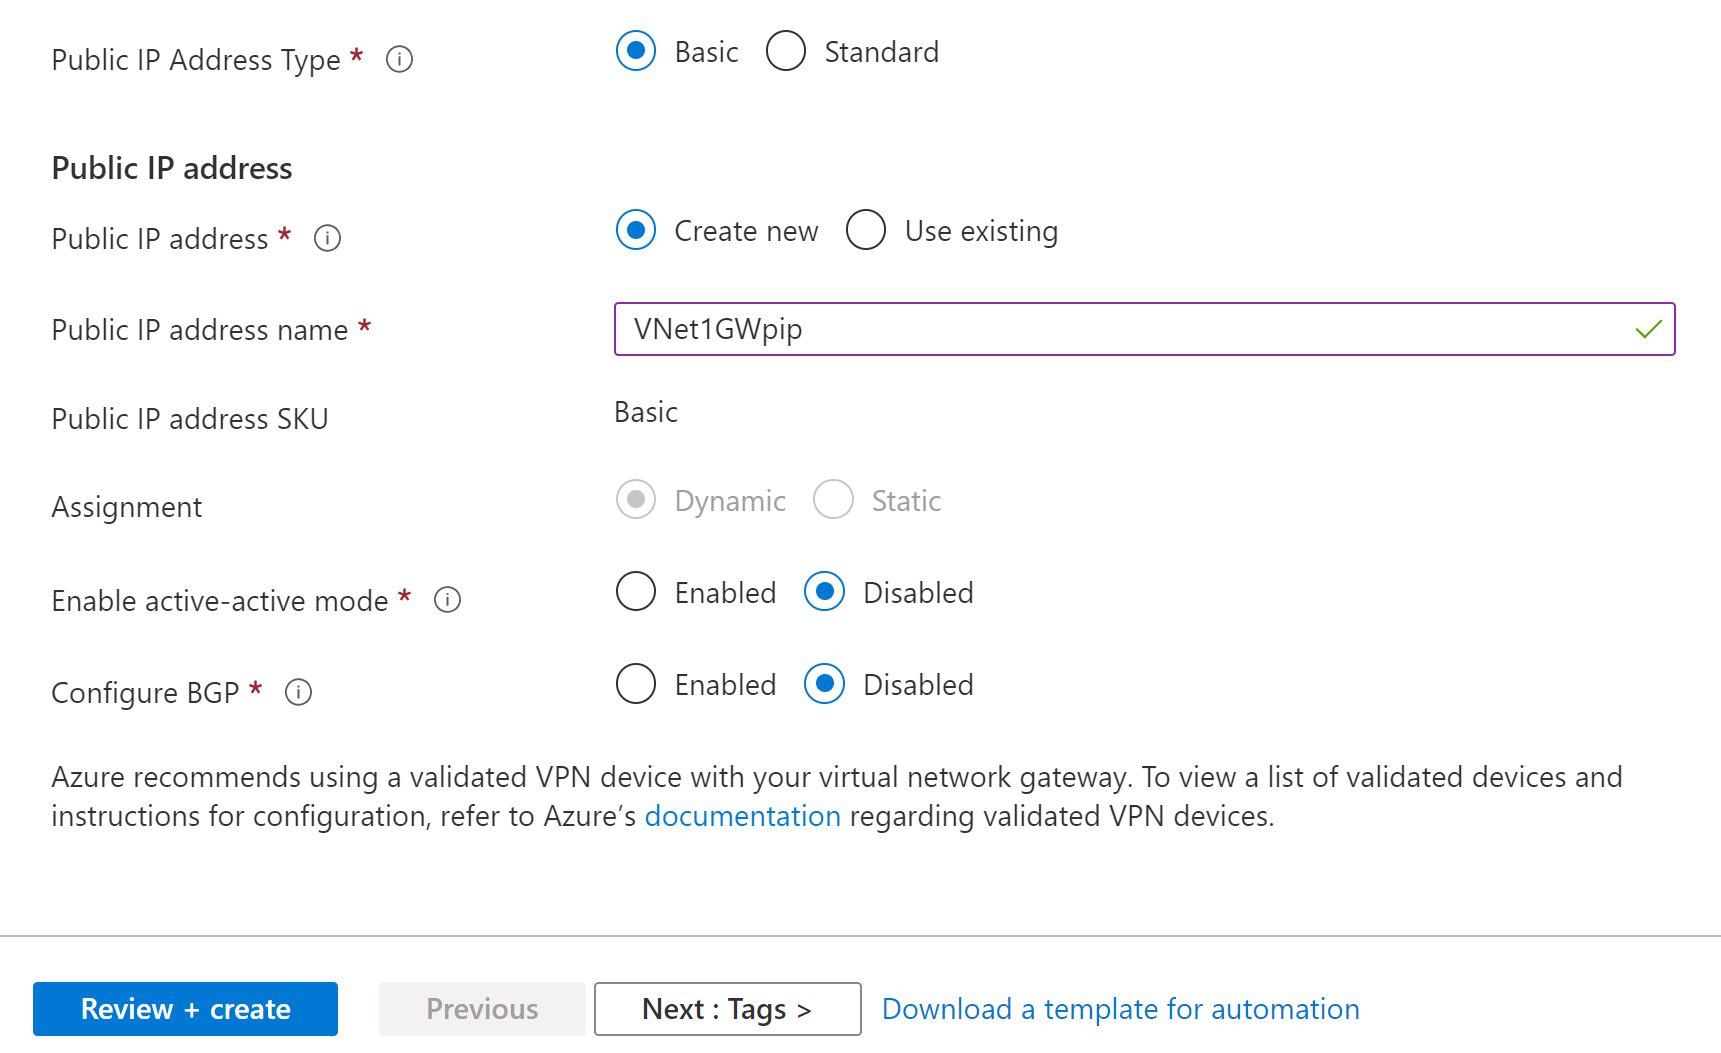 Public IP Address Type * Basic Standard
Public IP address
Public IP address * Create new Use existing
Public IP address name * VNet1GWpip
Public IP address SKU Basic
Assignment Dynamic Static
Enable active-active mode * Enabled Disabled
Configure BGP * Enabled Disabled
Azure recommends using a validated VPN device with your virtual network gateway. To view a list of validated devices and
instructions for configuration, refer to Azure’s documentation regarding validated VPN devices.
Review + create Previous Next : Tags > Download a template for automation